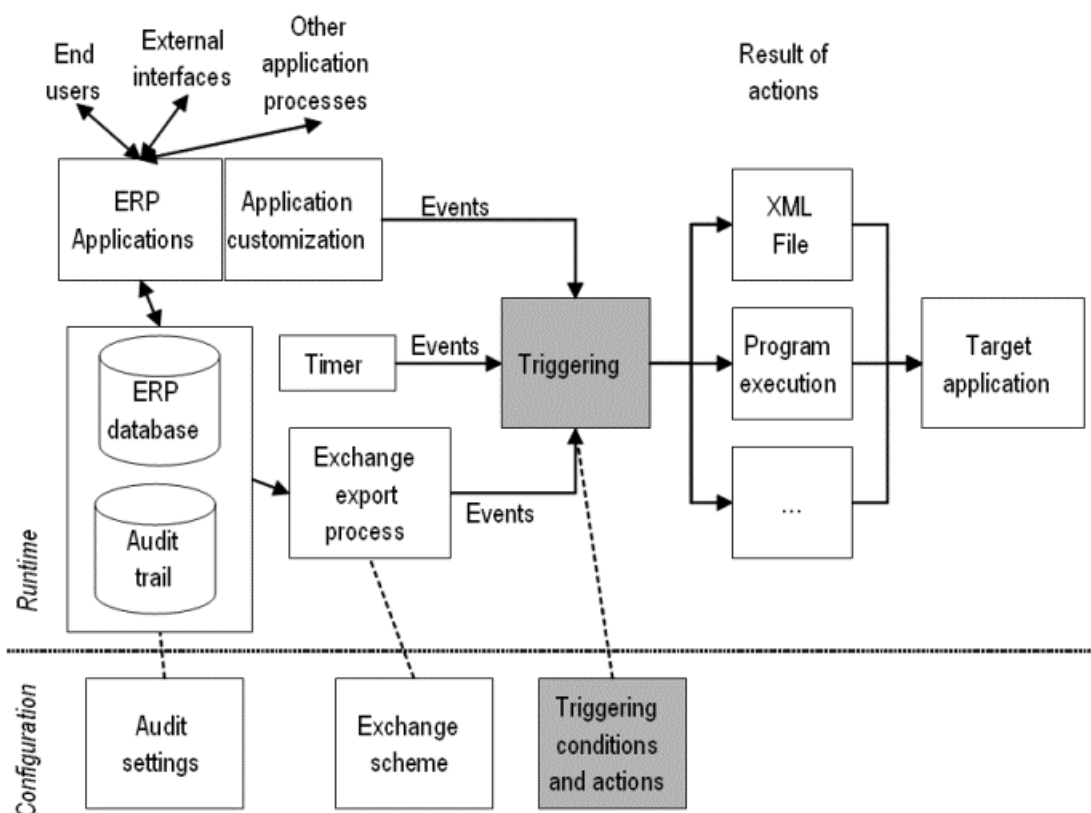 End
users
External
interfaces
Other
application
processes
Result of
actions
ERP
Applications
Application
customization
Events
XML
File
Timer
Events
Triggering
Program
execution
Target
application
ERP
database
Audit
trail
Exchange
export
process
Events
...
Runtime
Configuration
Audit
settings
Exchange
scheme
Triggering
conditions
and actions